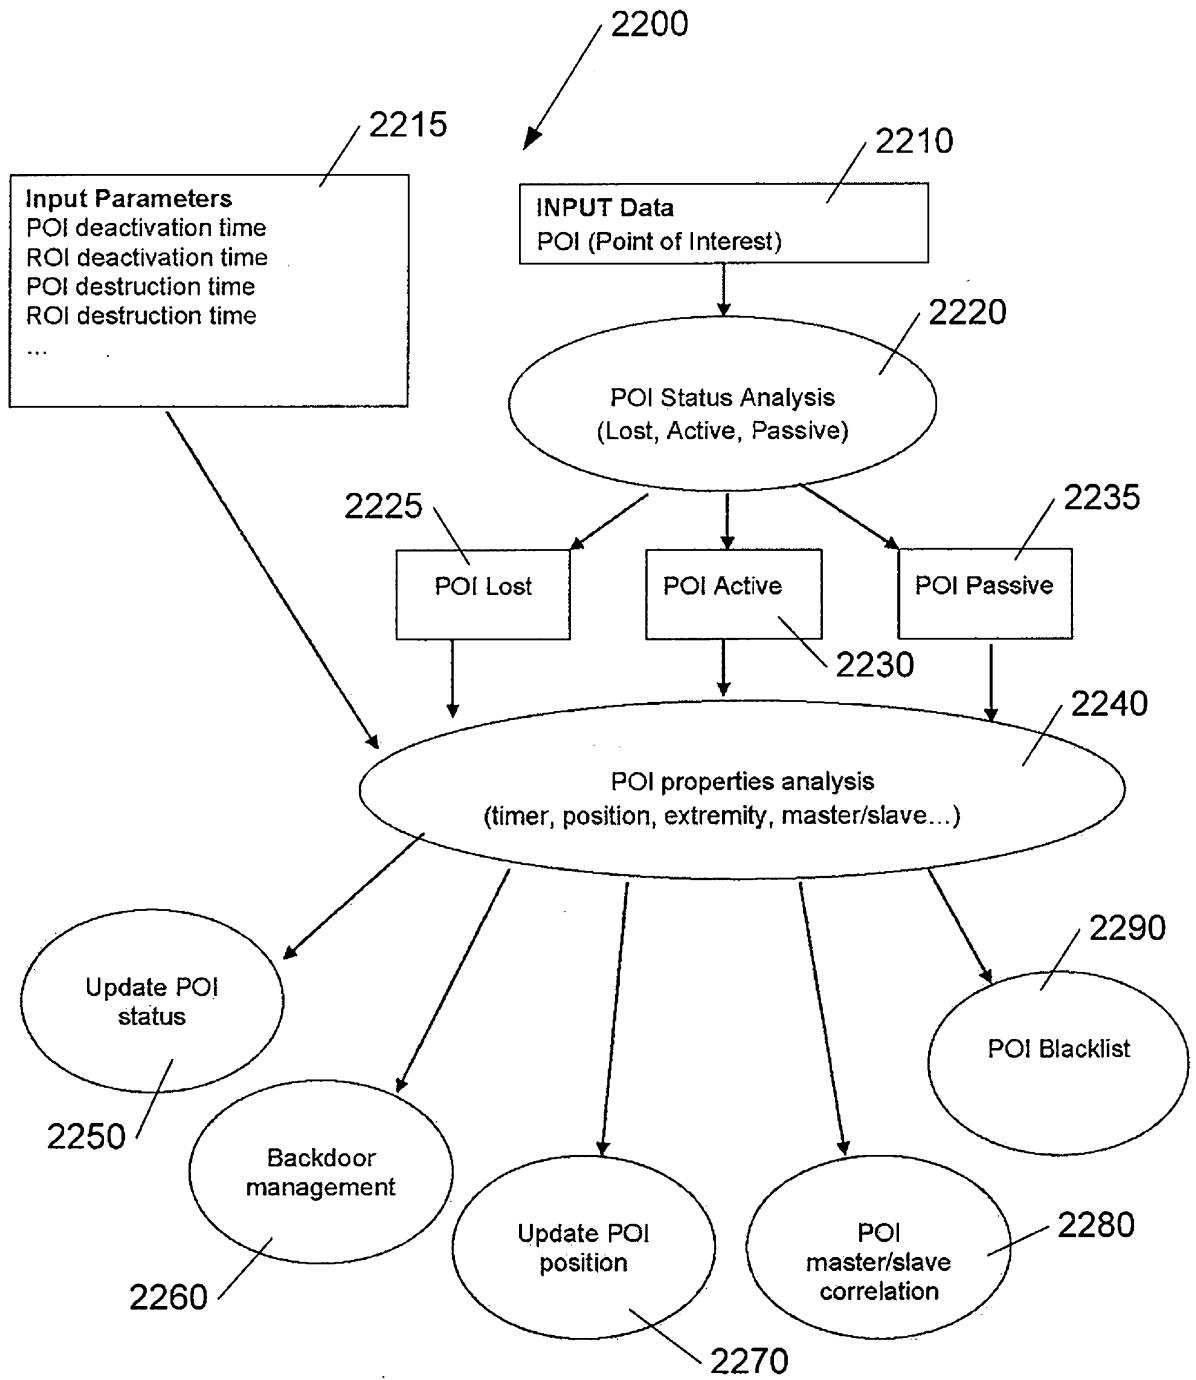 2200
2215
2210
Input Parameters
POI deactivation time
ROI deactivation time
POI destruction time
ROI destruction time
...
INPUT Data
POI (Point of Interest)
2220
POI Status Analysis
(Lost, Active, Passive)
2225
2235
POI Lost
POI Active
POI Passive
2230
2240
POI properties analysis
(timer, position, extremity, master/slave...)
2290
Update POI
status
POI Blacklist
2250
Backdoor
management
2260
Update POI
position
2270
POI
master/slave
correlation
2280